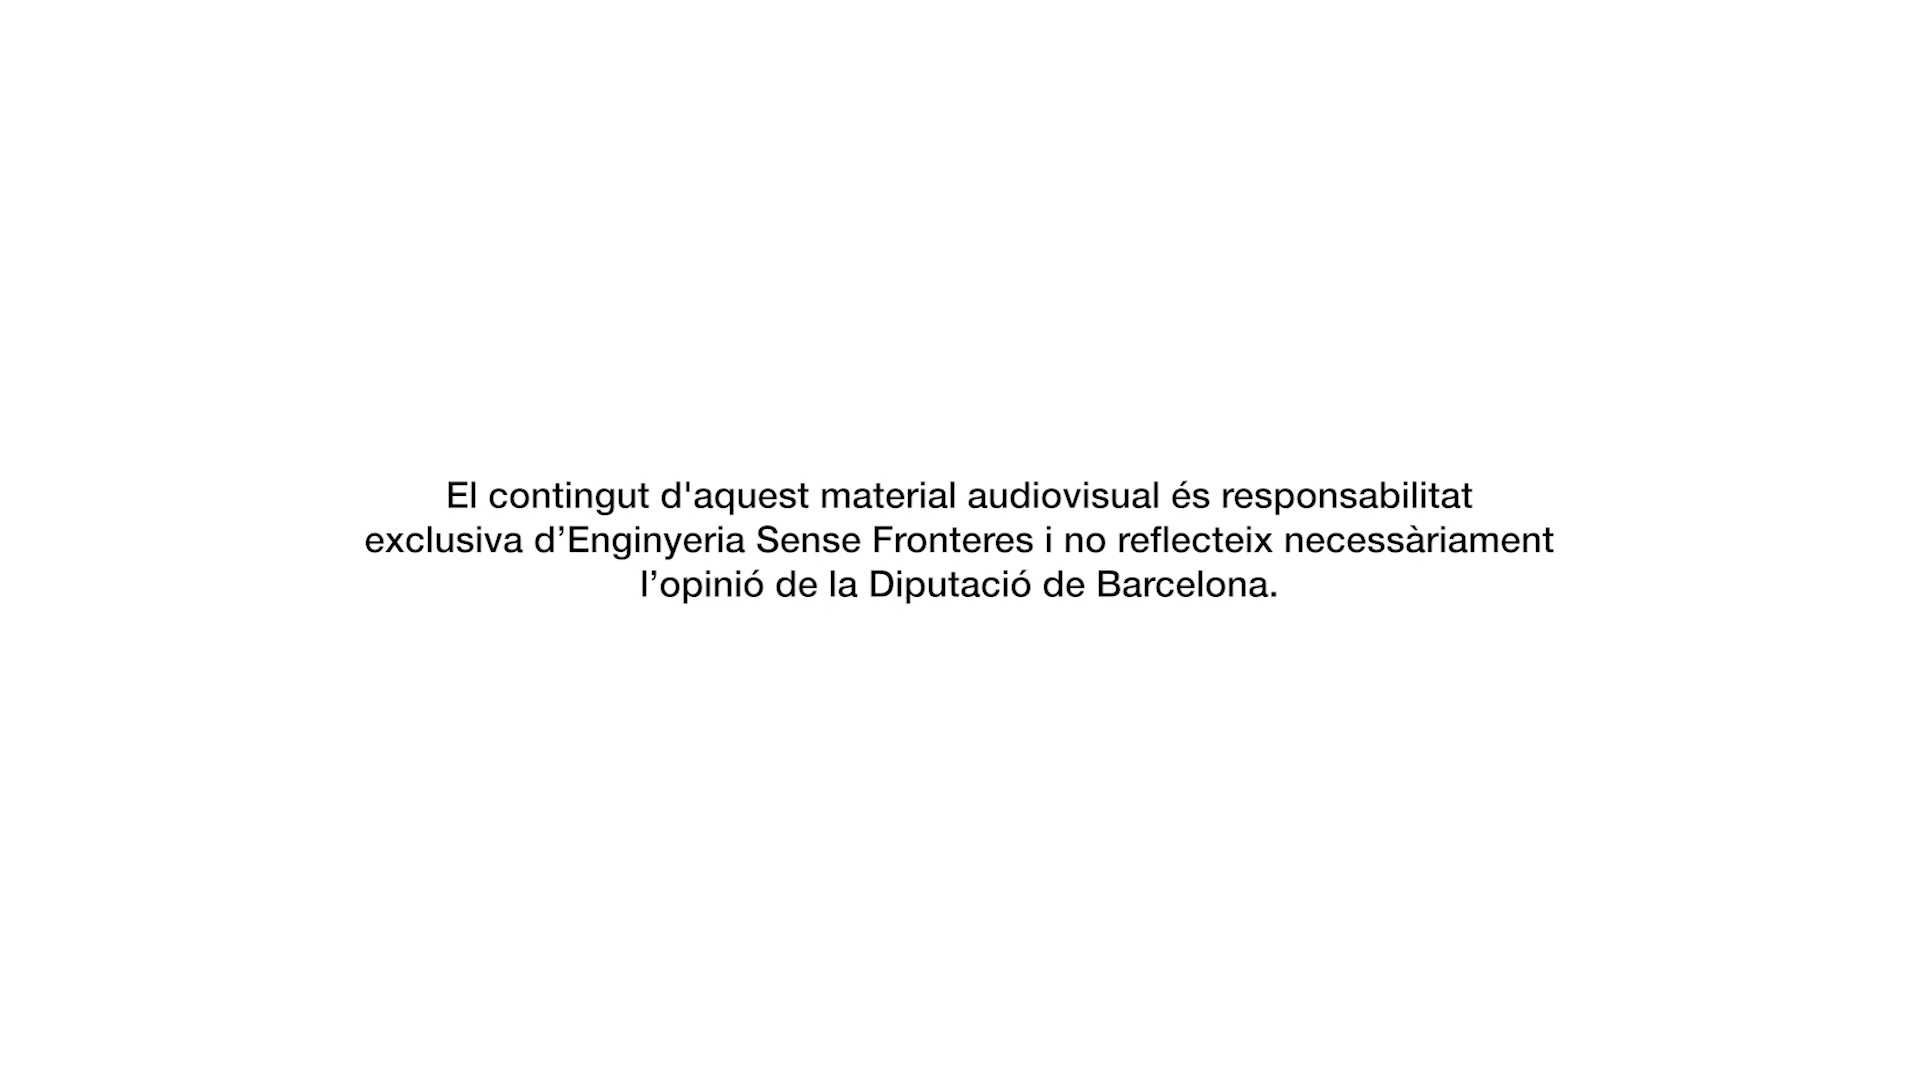 El contingut d'aquest material audiovisual és responsabilitat
exclusiva d’Enginyeria Sense Fronteres i no reflecteix necessàriament
l’opinió de la Diputació de Barcelona.